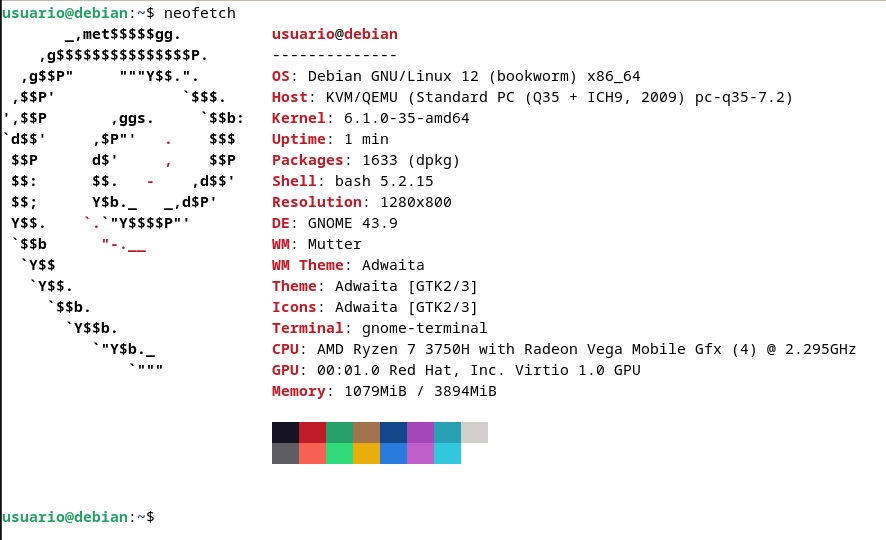 usuario@debian:~$ neofetch
       _,met$$$$$gg.          usuario@debian
    ,g$$$$$$$$$$$$$$$P.       --------------
  ,g$$P"     """Y$$.".        OS: Debian GNU/Linux 12 (bookworm) x86_64
 ,$$P'              `$$$.     Host: KVM/QEMU (Standard PC (Q35 + ICH9, 2009) pc-q35-7.2)
',$$P       ,ggs.     `$$b:   Kernel: 6.1.0-35-amd64
`d$$'     ,$P"'   .    $$$    Uptime: 1 min
 $$P      d$'     ,    $$P    Packages: 1633 (dpkg)
 $$:      $$.   -    ,d$$'    Shell: bash 5.2.15
 $$;      Y$b._   _,d$P'      Resolution: 1280x800
 Y$$.    `.`"Y$$$$P"'         DE: GNOME 43.9
 `$$b      "-.__              WM: Mutter
  `Y$$                        WM Theme: Adwaita
   `Y$$.                      Theme: Adwaita [GTK2/3]
     `$$b.                    Icons: Adwaita [GTK2/3]
       `Y$$b.                 Terminal: gnome-terminal
          `"Y$b._             CPU: AMD Ryzen 7 3750H with Radeon Vega Mobile Gfx (4) @ 2.295GHz
              `"""            GPU: 00:01.0 Red Hat, Inc. Virtio 1.0 GPU
                              Memory: 1079MiB / 3894MiB
usuario@debian:~$